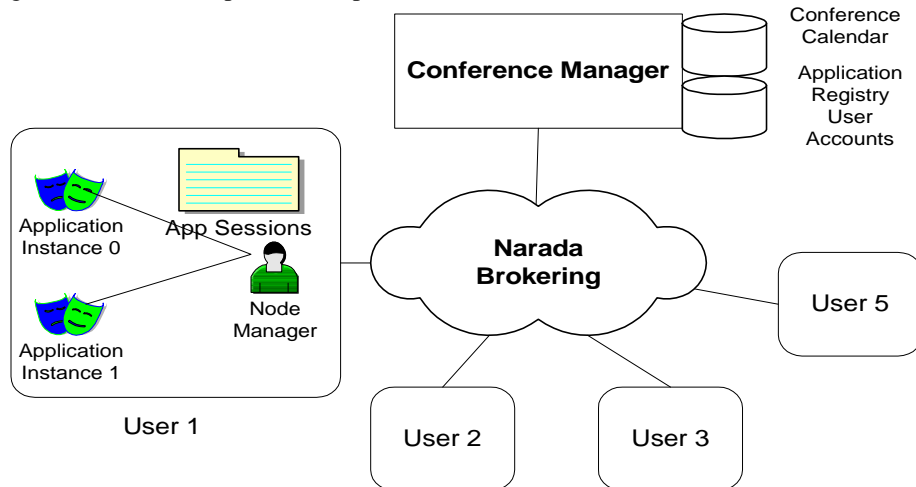 Conference
Calendar
Conference Manager
Application
Registry
User
Accounts
App Sessions
Application
Instance 0
Narada
Brokering
Node
Manager
User 5
Application
Instance 1
User 1
User 2
User 3